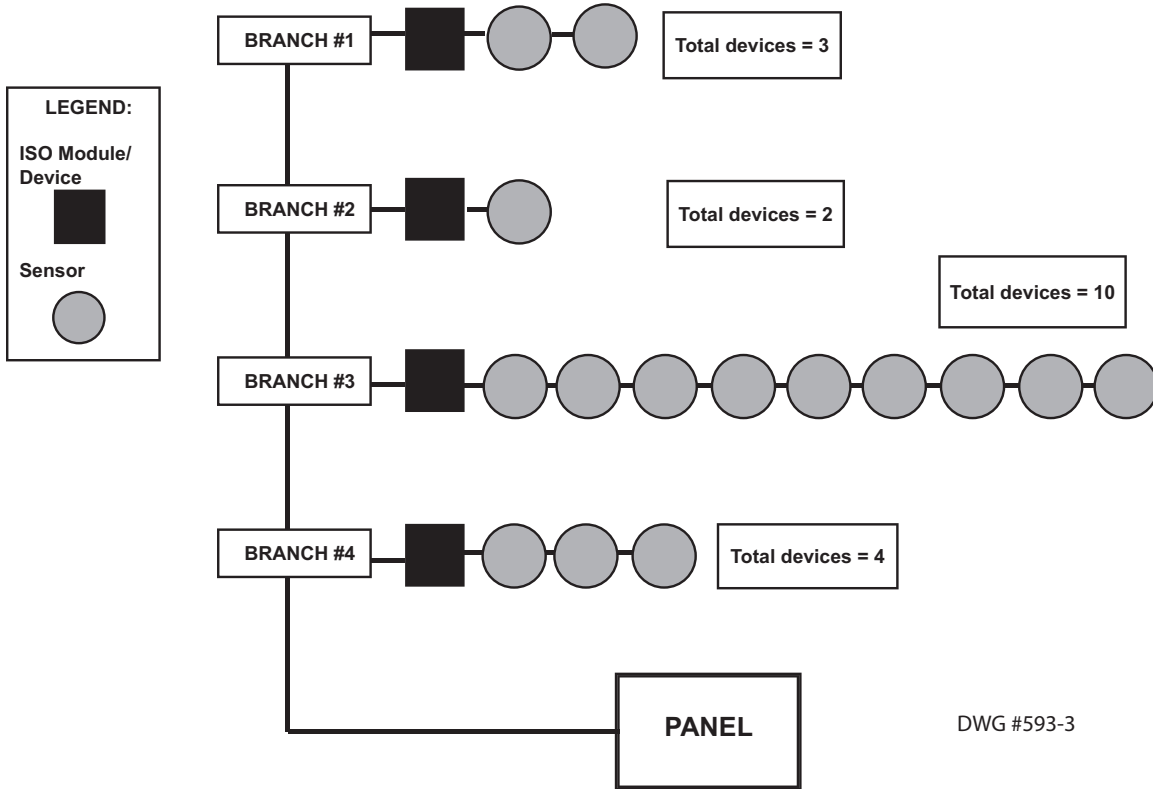 BRANCH #1
Total devices = 3
LEGEND:
ISO Module/
Device
Sensor
BRANCH #2
Total devices = 2
Total devices = 10
BRANCH #3
BRANCH #4
Total devices = 4
PANEL
DWG #593-3